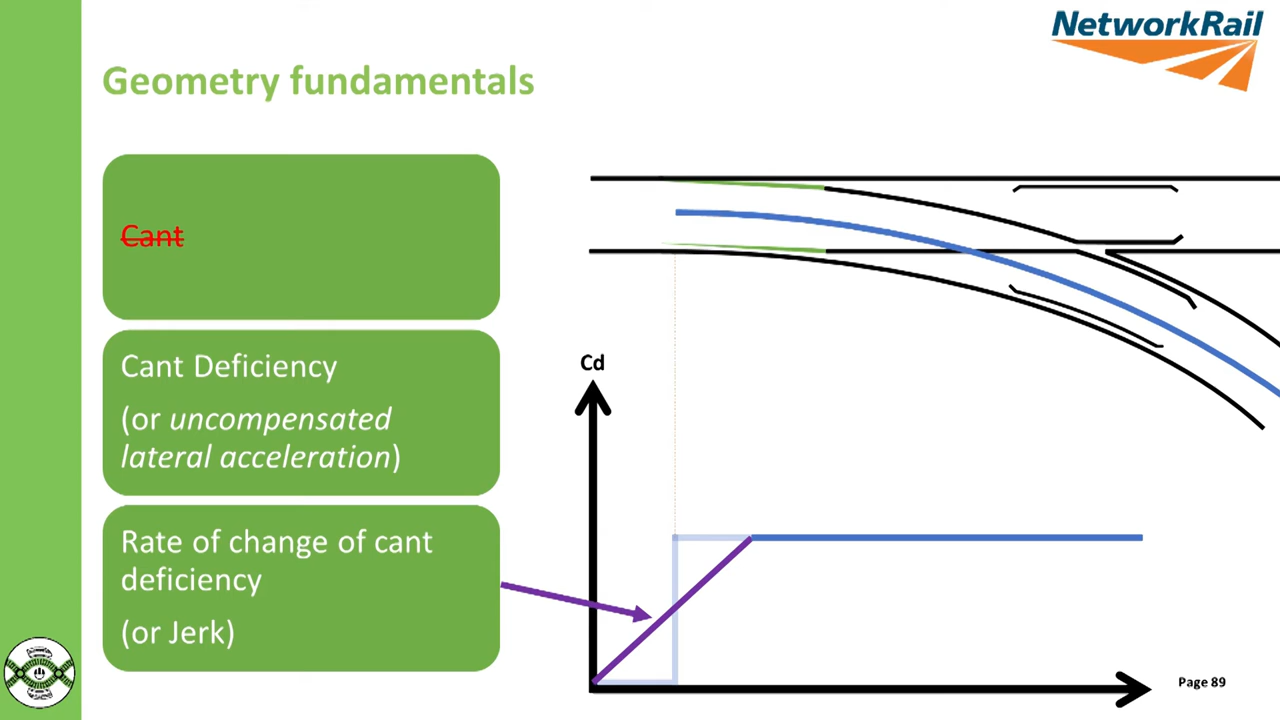 NetworkRail
Geometry fundamentals
Cant
Cant Deficiency
(or uncompensated
lateral acceleration)
Rate of change of cant
deficiency
(or Jerk)
Cd
Page 89